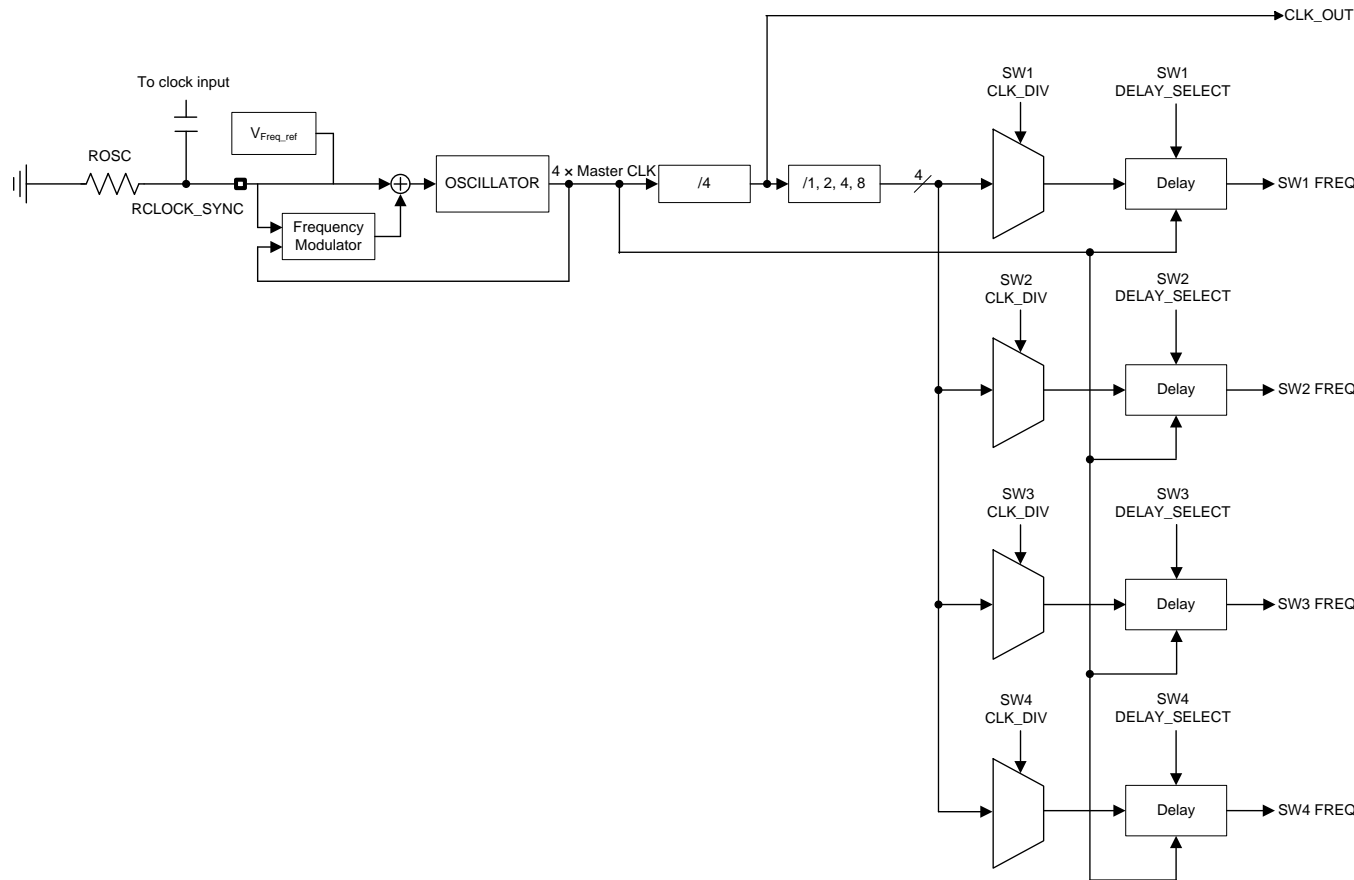 CLK_OUT
To clock input
SW1
CLK_DIV
SW1
DELAY_SELECT
VFreq_ref
ROSC
RCLOCK_SYNC
OSCILLATOR
4 × Master CLK
/4
/1, 2, 4, 8
4
Delay
SW1 FREQ
Frequency
Modulator
SW2
CLK_DIV
SW2
DELAY_SELECT
Delay
SW2 FREQ
SW3
CLK_DIV
SW3
DELAY_SELECT
Delay
SW3 FREQ
SW4
CLK_DIV
SW4
DELAY_SELECT
Delay
SW4 FREQ